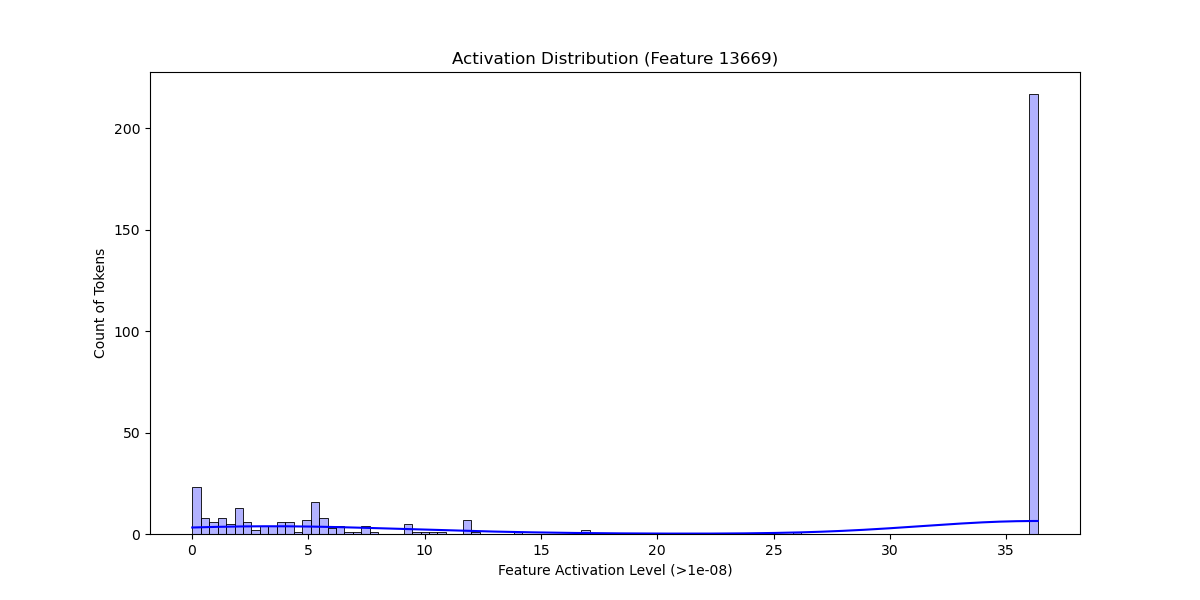 Activation Distribution (Feature 13669)
200
150
100
50
0
Count of Tokens
0 5 10 15 20 25 30 35
Feature Activation Level (>1e-08)